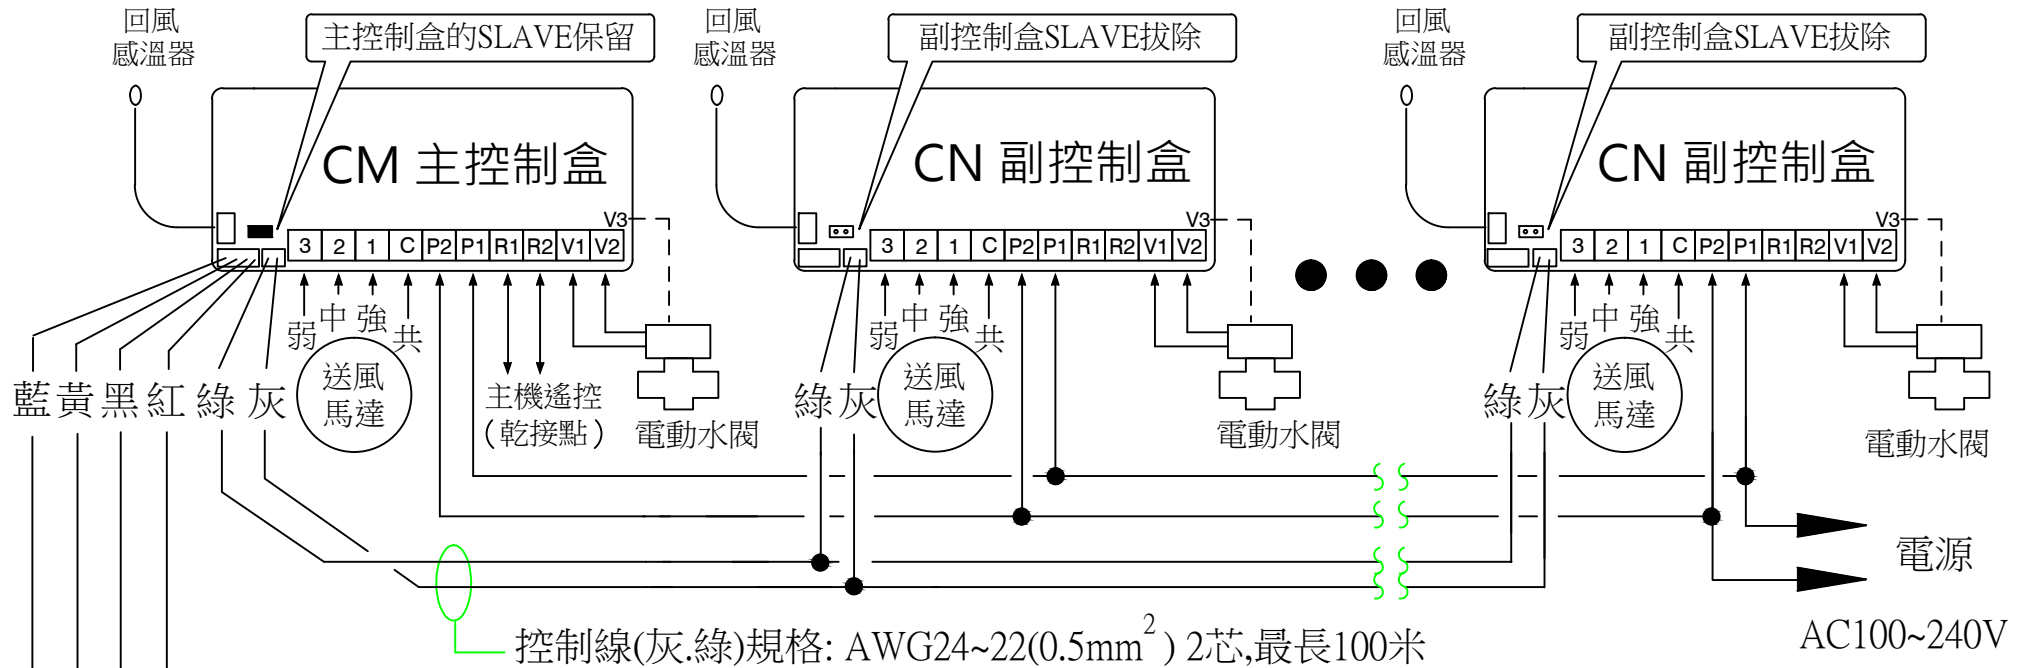 回風
感溫器
主控制盒的SLAVE保留
回風
感溫器
副控制盒SLAVE拔除
回風
感溫器
副控制盒SLAVE拔除
CM 主控制盒
CN 副控制盒
CN 副控制盒
V3
V3
V3
3 2 1 C P2 P1 R1 R2 V1 V2
3 2 1 C P2 P1 R1 R2 V1 V2
3 2 1 C P2 P1 R1 R2 V1 V2
弱 中 強 共
弱 中 強 共
弱 中 強 共
藍 黃 黑 紅 綠 灰
送風
馬達
主機遙控
(乾接點)
電動水閥
綠 灰
送風
馬達
電動水閥
綠 灰
送風
馬達
電動水閥
電源
AC100~240V
控制線(灰.綠)規格: AWG24~22(0.5mm²) 2芯,最長100米